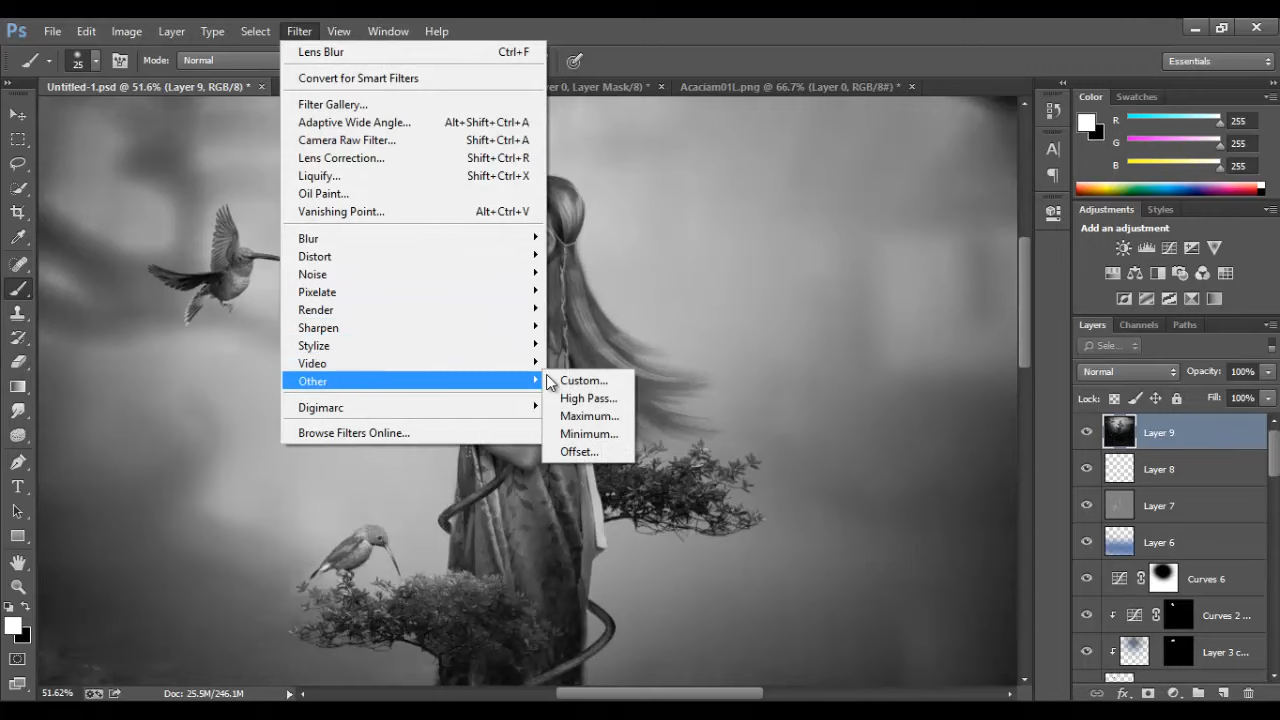 Ps File Edit Image Layer Type Select Filter View Window Help
25 Mode: Normal Essentials
Untitled-1.psd @ 51.6% (Layer 9, RGB/8) * × e 0, Layer Mask/8) * × Acaciam01L.png @ 66.7% (Layer 0, RGB/8#) * ×
Lens Blur Ctrl+F
Convert for Smart Filters
Filter Gallery...
Adaptive Wide Angle... Alt+Shift+Ctrl+A
Camera Raw Filter... Shift+Ctrl+A
Lens Correction... Shift+Ctrl+R
Liquify... Shift+Ctrl+X
Oil Paint...
Vanishing Point... Alt+Ctrl+V
Blur
Distort
Noise
Pixelate
Render
Sharpen
Stylize
Video
Other
Digimarc
Browse Filters Online...
Custom...
High Pass...
Maximum...
Minimum...
Offset...
Color Swatches
R 255
G 255
B 255
Adjustments Styles
Add an adjustment
Layers Channels Paths
Sele...
Normal Opacity: 100%
Lock: Fill: 100%
Layer 9
Layer 8
Layer 7
Layer 6
Curves 6
Curves 2 ...
Layer 3 c...
51.62% Doc: 25.5M/246.1M